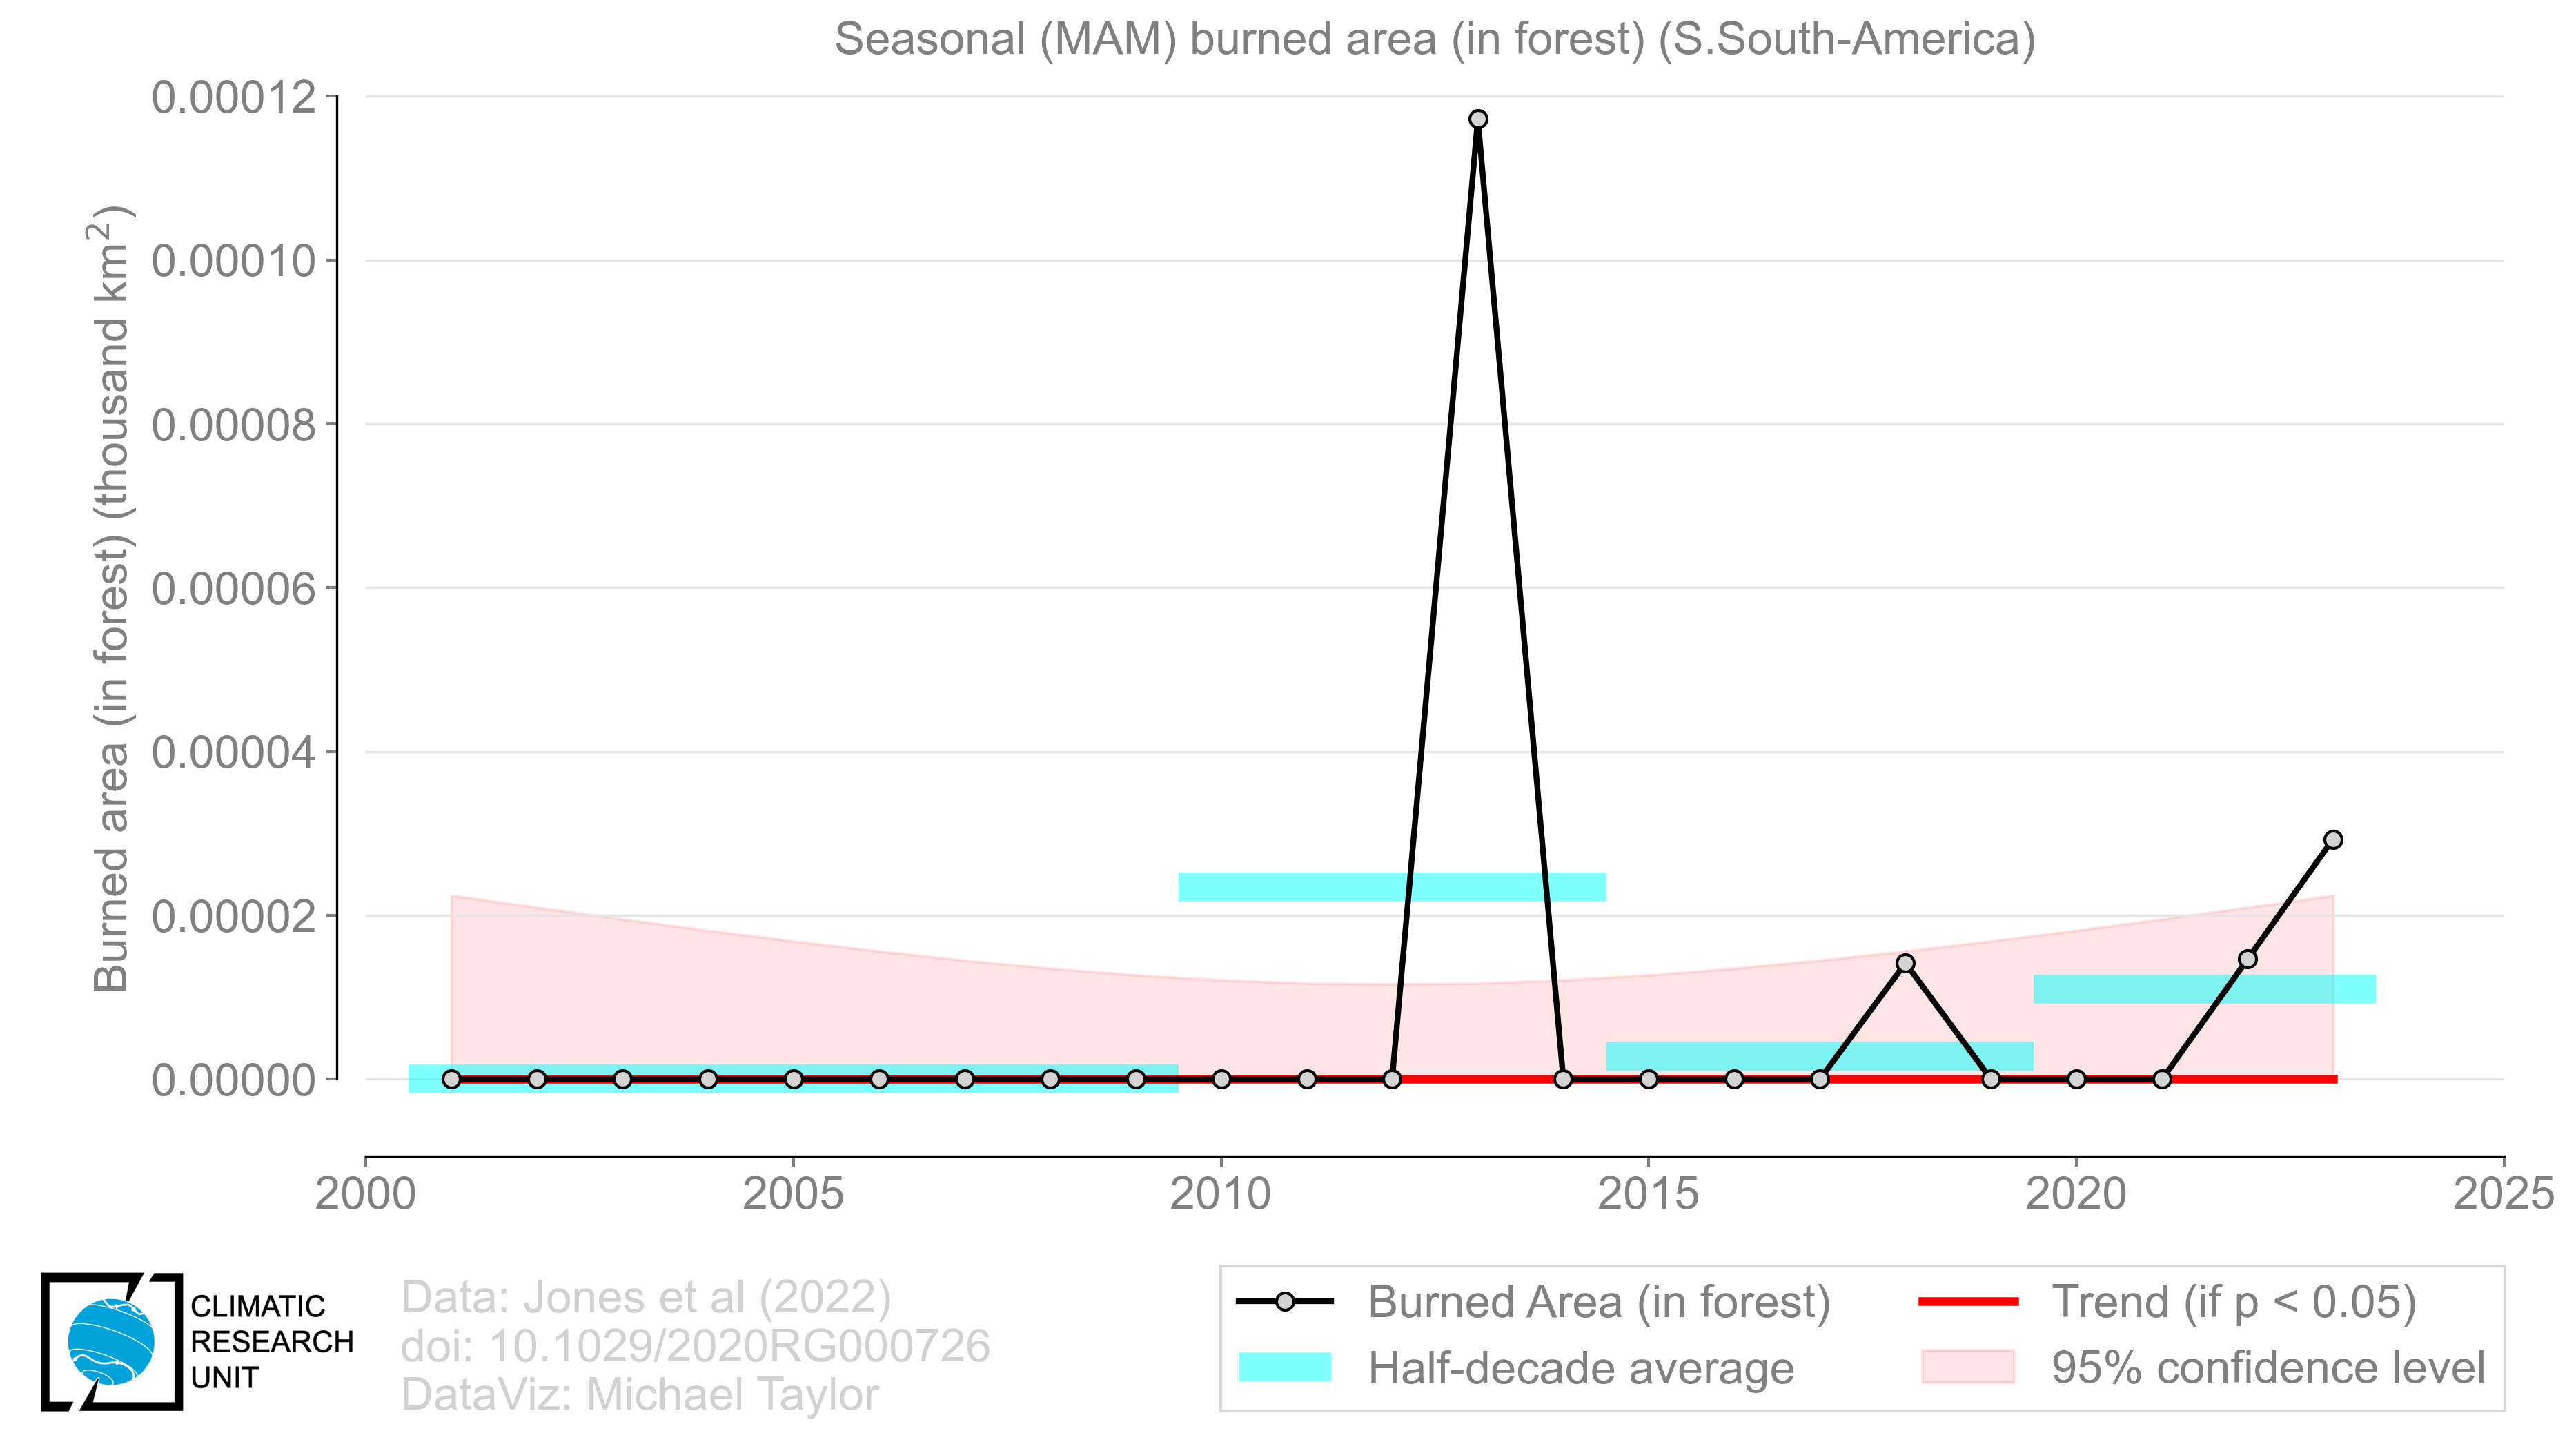 Seasonal (MAM) burned area (in forest) (S.South-America)
Burned area (in forest) (thousand km²)
0.00012
0.00010
0.00008
0.00006
0.00004
0.00002
0.00000
2000 2005 2010 2015 2020 2025
CLIMATIC
RESEARCH
UNIT
Data: Jones et al (2022)
doi: 10.1029/2020RG000726
DataViz: Michael Taylor
Burned Area (in forest)
Half-decade average
Trend (if p < 0.05)
95% confidence level